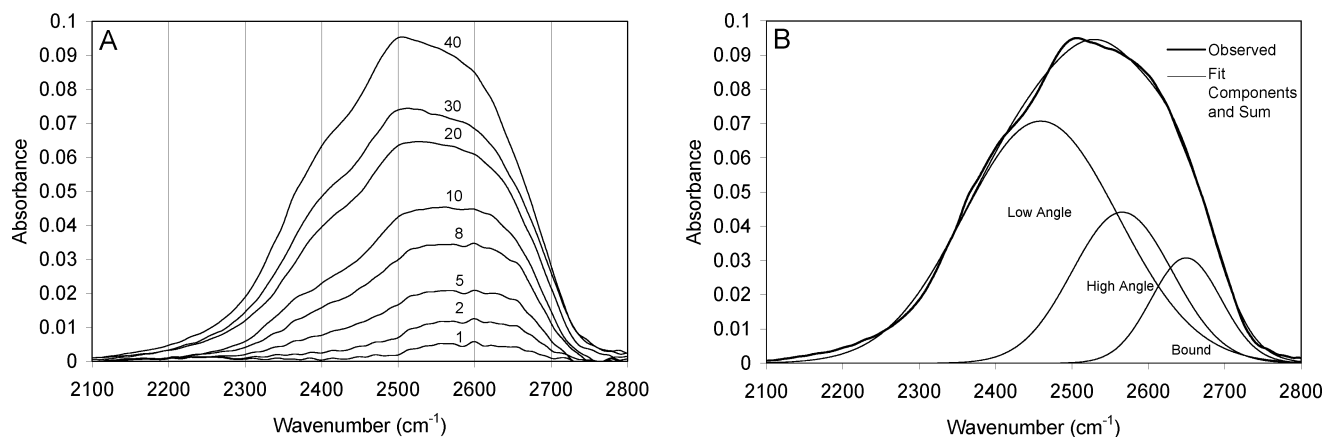 A
0.1
0.09
0.08
0.07
0.06
0.05
0.04
0.03
0.02
0.01
0
Absorbance
40
30
20
10
8
5
2
1
2100 2200 2300 2400 2500 2600 2700 2800
Wavenumber (cm-1)
B
0.1
0.09
0.08
0.07
0.06
0.05
0.04
0.03
0.02
0.01
0
Absorbance
Observed
Fit
Components
and Sum
Low Angle
High Angle
Bound
2100 2200 2300 2400 2500 2600 2700 2800
Wavenumber (cm-1)